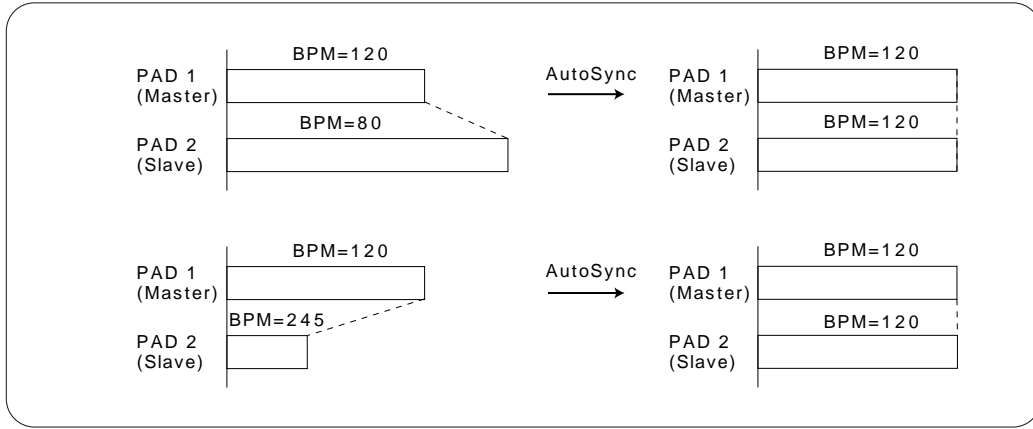 BPM=120
PAD 1
(Master)
BPM=80
PAD 2
(Slave)
AutoSync
BPM=120
PAD 1
(Master)
BPM=120
PAD 2
(Slave)
BPM=120
PAD 1
(Master)
BPM=245
PAD 2
(Slave)
AutoSync
BPM=120
PAD 1
(Master)
BPM=120
PAD 2
(Slave)